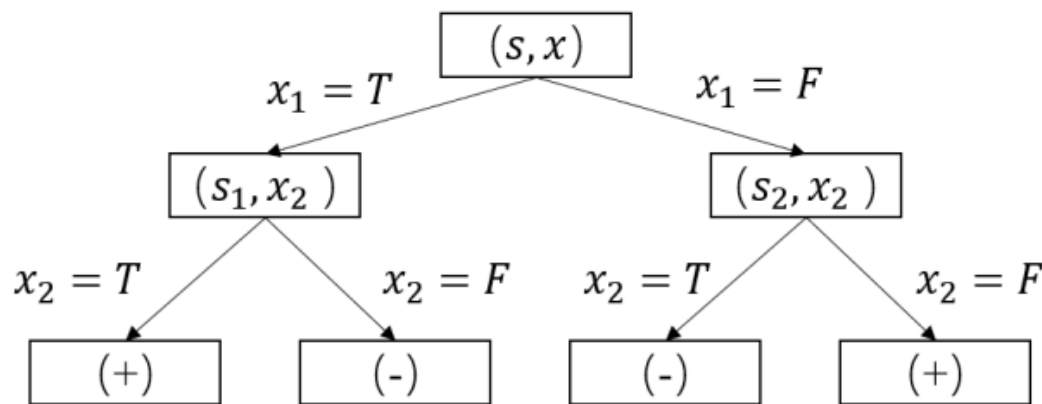 (s, x)
x₁ = T
x₁ = F
(s₁, x₂ )
(s₂, x₂ )
x₂ = T
x₂ = F
x₂ = T
x₂ = F
(+)
(-)
(-)
(+)